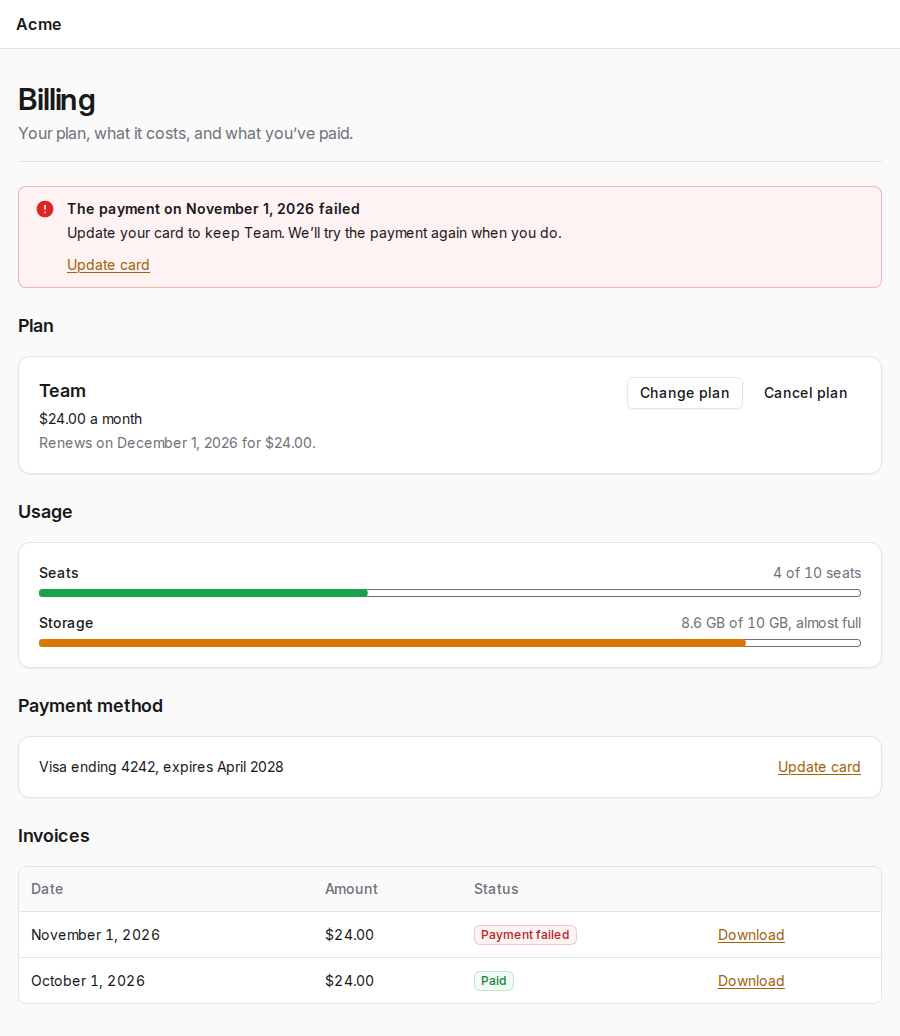 Acme
Billing
Your plan, what it costs, and what you’ve paid.
The payment on November 1, 2026 failed
Update your card to keep Team. We’ll try the payment again when you do.
Update card
Plan
Team
Change plan
Cancel plan
$24.00 a month
Renews on December 1, 2026 for $24.00.
Usage
Seats
4 of 10 seats
Storage
8.6 GB of 10 GB, almost full
Payment method
Visa ending 4242, expires April 2028
Update card
Invoices
Date Amount Status
November 1, 2026 $24.00 Payment failed Download
October 1, 2026 $24.00 Paid Download